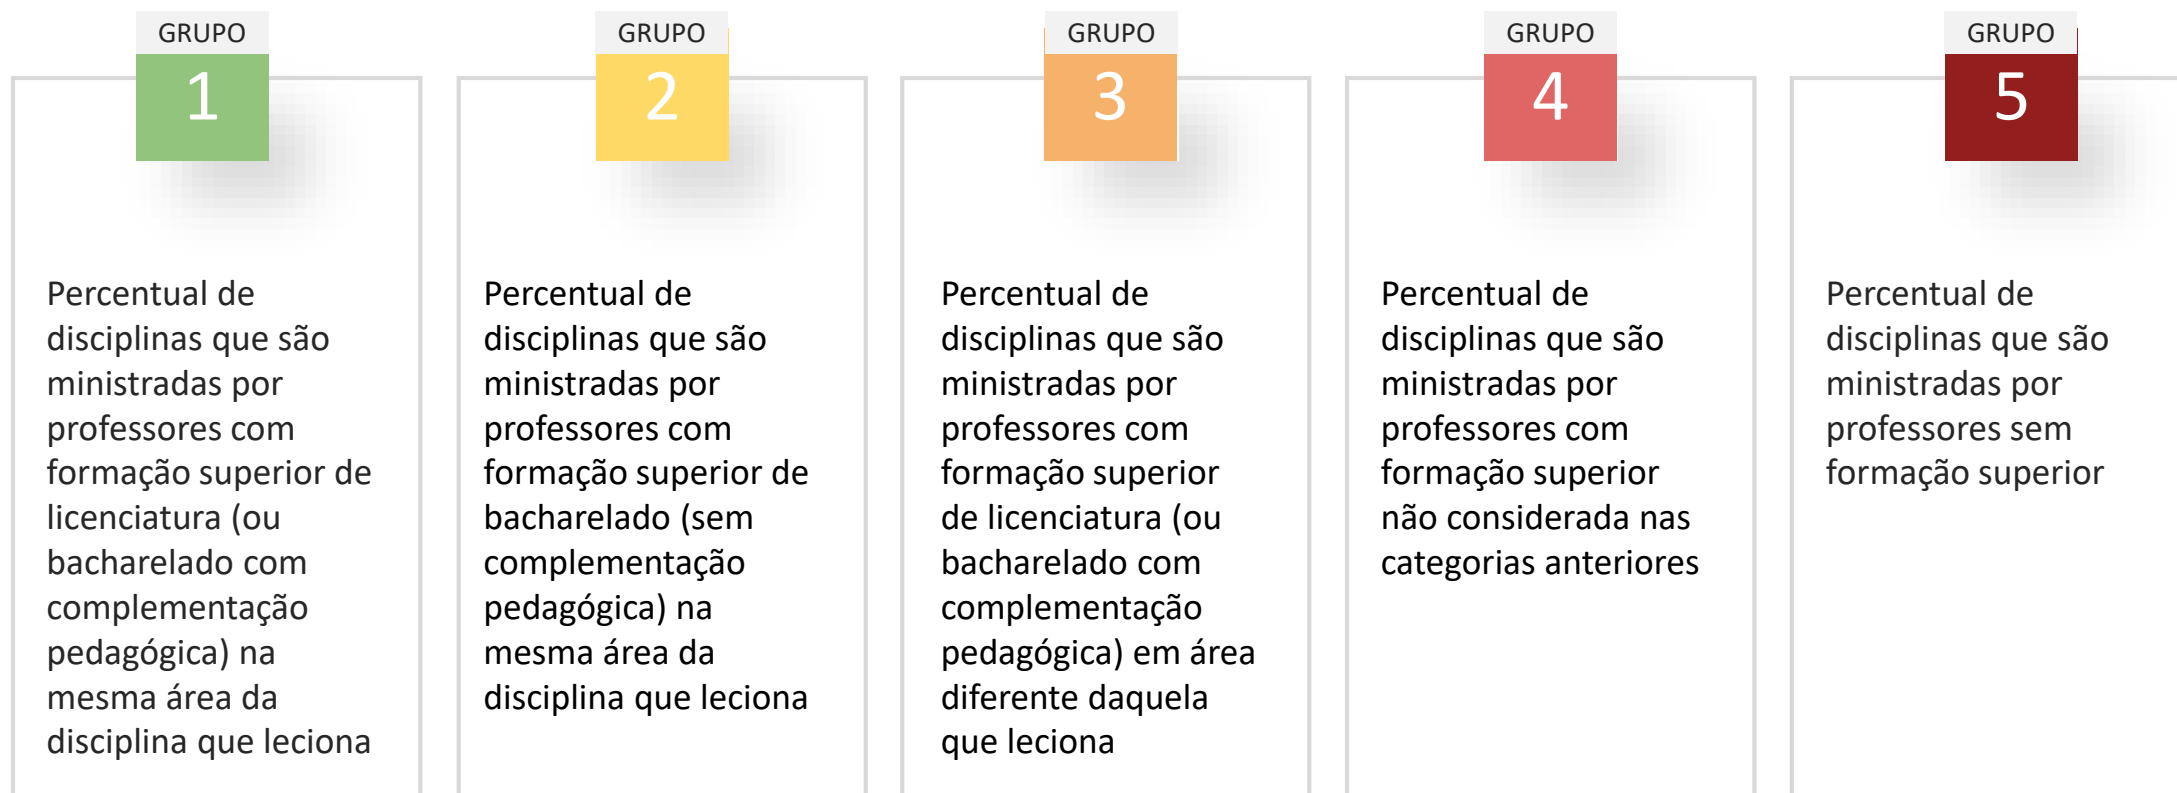 GRUPO
1
Percentual de
disciplinas que são
ministradas por
professores com
formação superior de
licenciatura (ou
bacharelado com
complementação
pedagógica) na
mesma área da
disciplina que leciona
GRUPO
2
Percentual de
disciplinas que são
ministradas por
professores com
formação superior de
bacharelado (sem
complementação
pedagógica) na
mesma área da
disciplina que leciona
GRUPO
3
Percentual de
disciplinas que são
ministradas por
professores com
formação superior
de licenciatura (ou
bacharelado com
complementação
pedagógica) em área
diferente daquela
que leciona
GRUPO
4
Percentual de
disciplinas que são
ministradas por
professores com
formação superior
não considerada nas
categorias anteriores
GRUPO
5
Percentual de
disciplinas que são
ministradas por
professores sem
formação superior